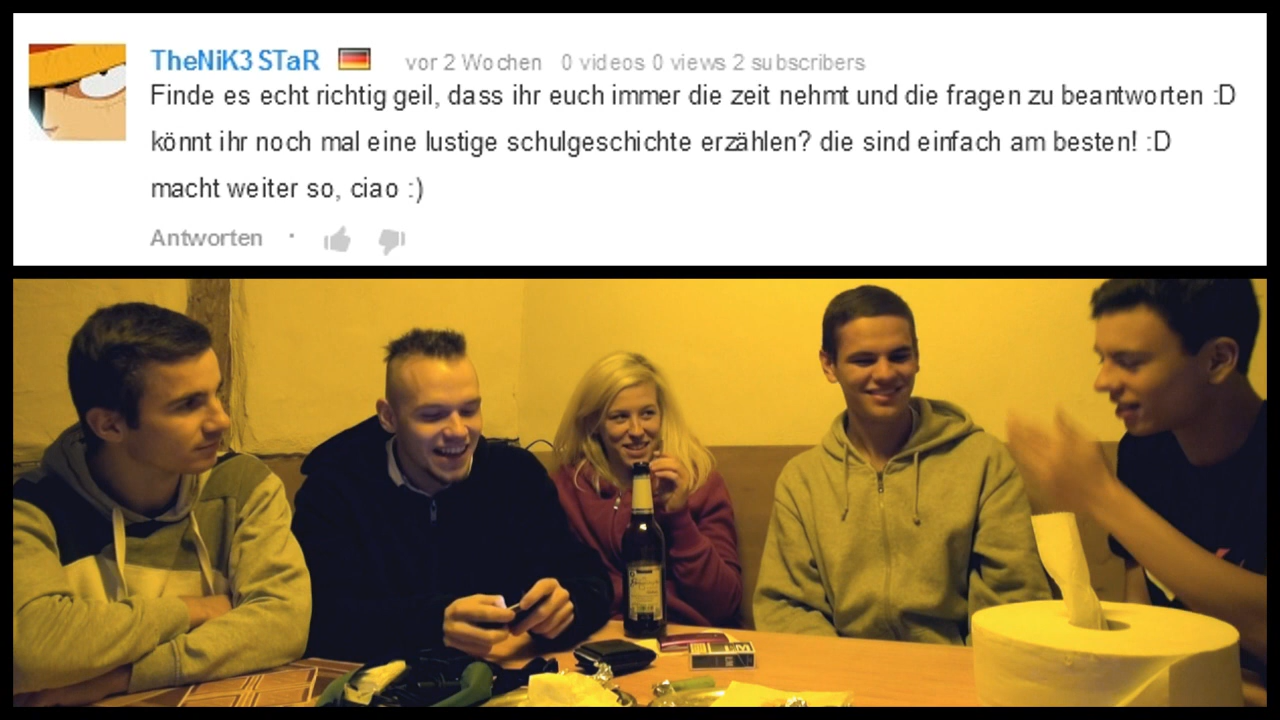 TheNiK3STaR vor 2 Wochen 0 videos 0 views 2 subscribers
Finde es echt richtig geil, dass ihr euch immer die zeit nehmt und die fragen zu beantworten :D
könnt ihr noch mal eine lustige schulgeschichte erzählen? die sind einfach am besten! :D
macht weiter so, ciao :)
Antworten ·